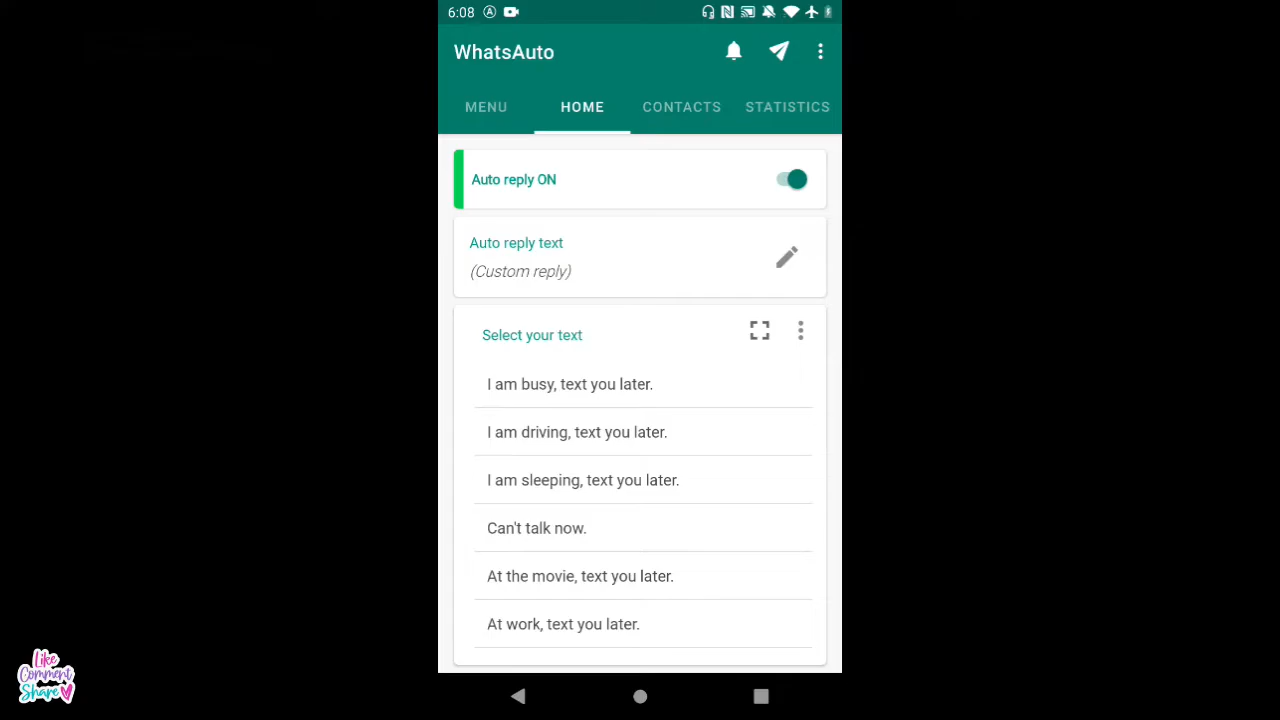 6:08
WhatsAuto
MENU HOME CONTACTS STATISTICS
Auto reply ON
Auto reply text
(Custom reply)
Select your text
I am busy, text you later.
I am driving, text you later.
I am sleeping, text you later.
Can't talk now.
At the movie, text you later.
At work, text you later.
Like
Comment
Share